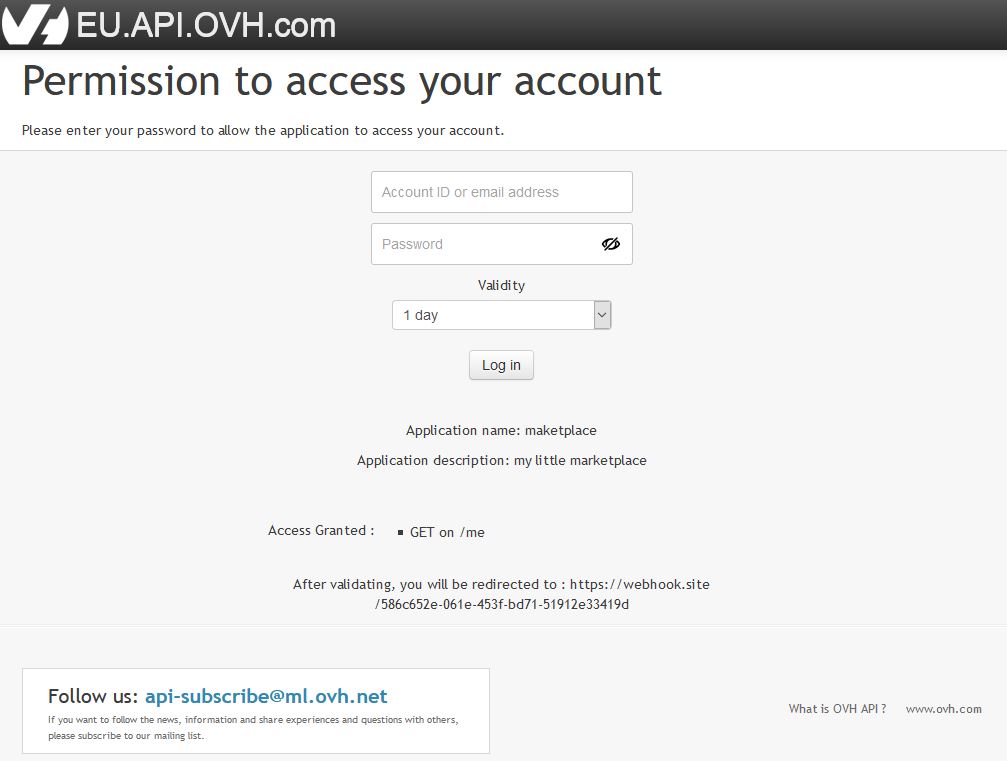 EU.API.OVH.com
Permission to access your account
Please enter your password to allow the application to access your account.
Account ID or email address
Password
Validity
1 day
Log in
Application name: maketplace
Application description: my little marketplace
Access Granted : ▪ GET on /me
After validating, you will be redirected to : https://webhook.site
/586c652e-061e-453f-bd71-51912e33419d
Follow us: api-subscribe@ml.ovh.net
If you want to follow the news, information and share experiences and questions with others,
please subscribe to our mailing list.
What is OVH API ? www.ovh.com